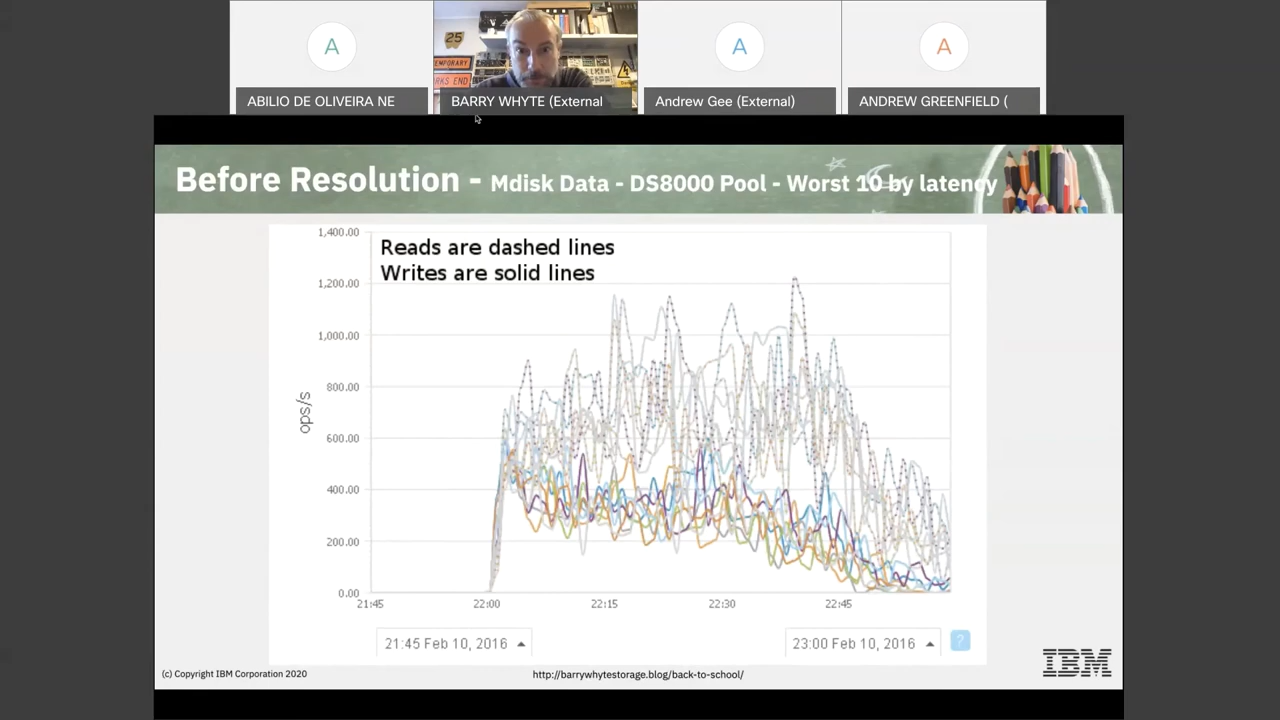 A
A
A
25
TEMPORARY
RKS END
ABILIO DE OLIVEIRA NE
BARRY WHYTE (External
Andrew Gee (External)
ANDREW GREENFIELD (
Before Resolution - Mdisk Data - DS8000 Pool - Worst 10 by latency
Reads are dashed lines
Writes are solid lines
1,400.00
1,200.00
1,000.00
800.00
600.00
400.00
200.00
0.00
ops/s
21:45
22:00
22:15
22:30
22:45
21:45 Feb 10, 2016
23:00 Feb 10, 2016
?
(c) Copyright IBM Corporation 2020
http://barrywhytestorage.blog/back-to-school/
IBM